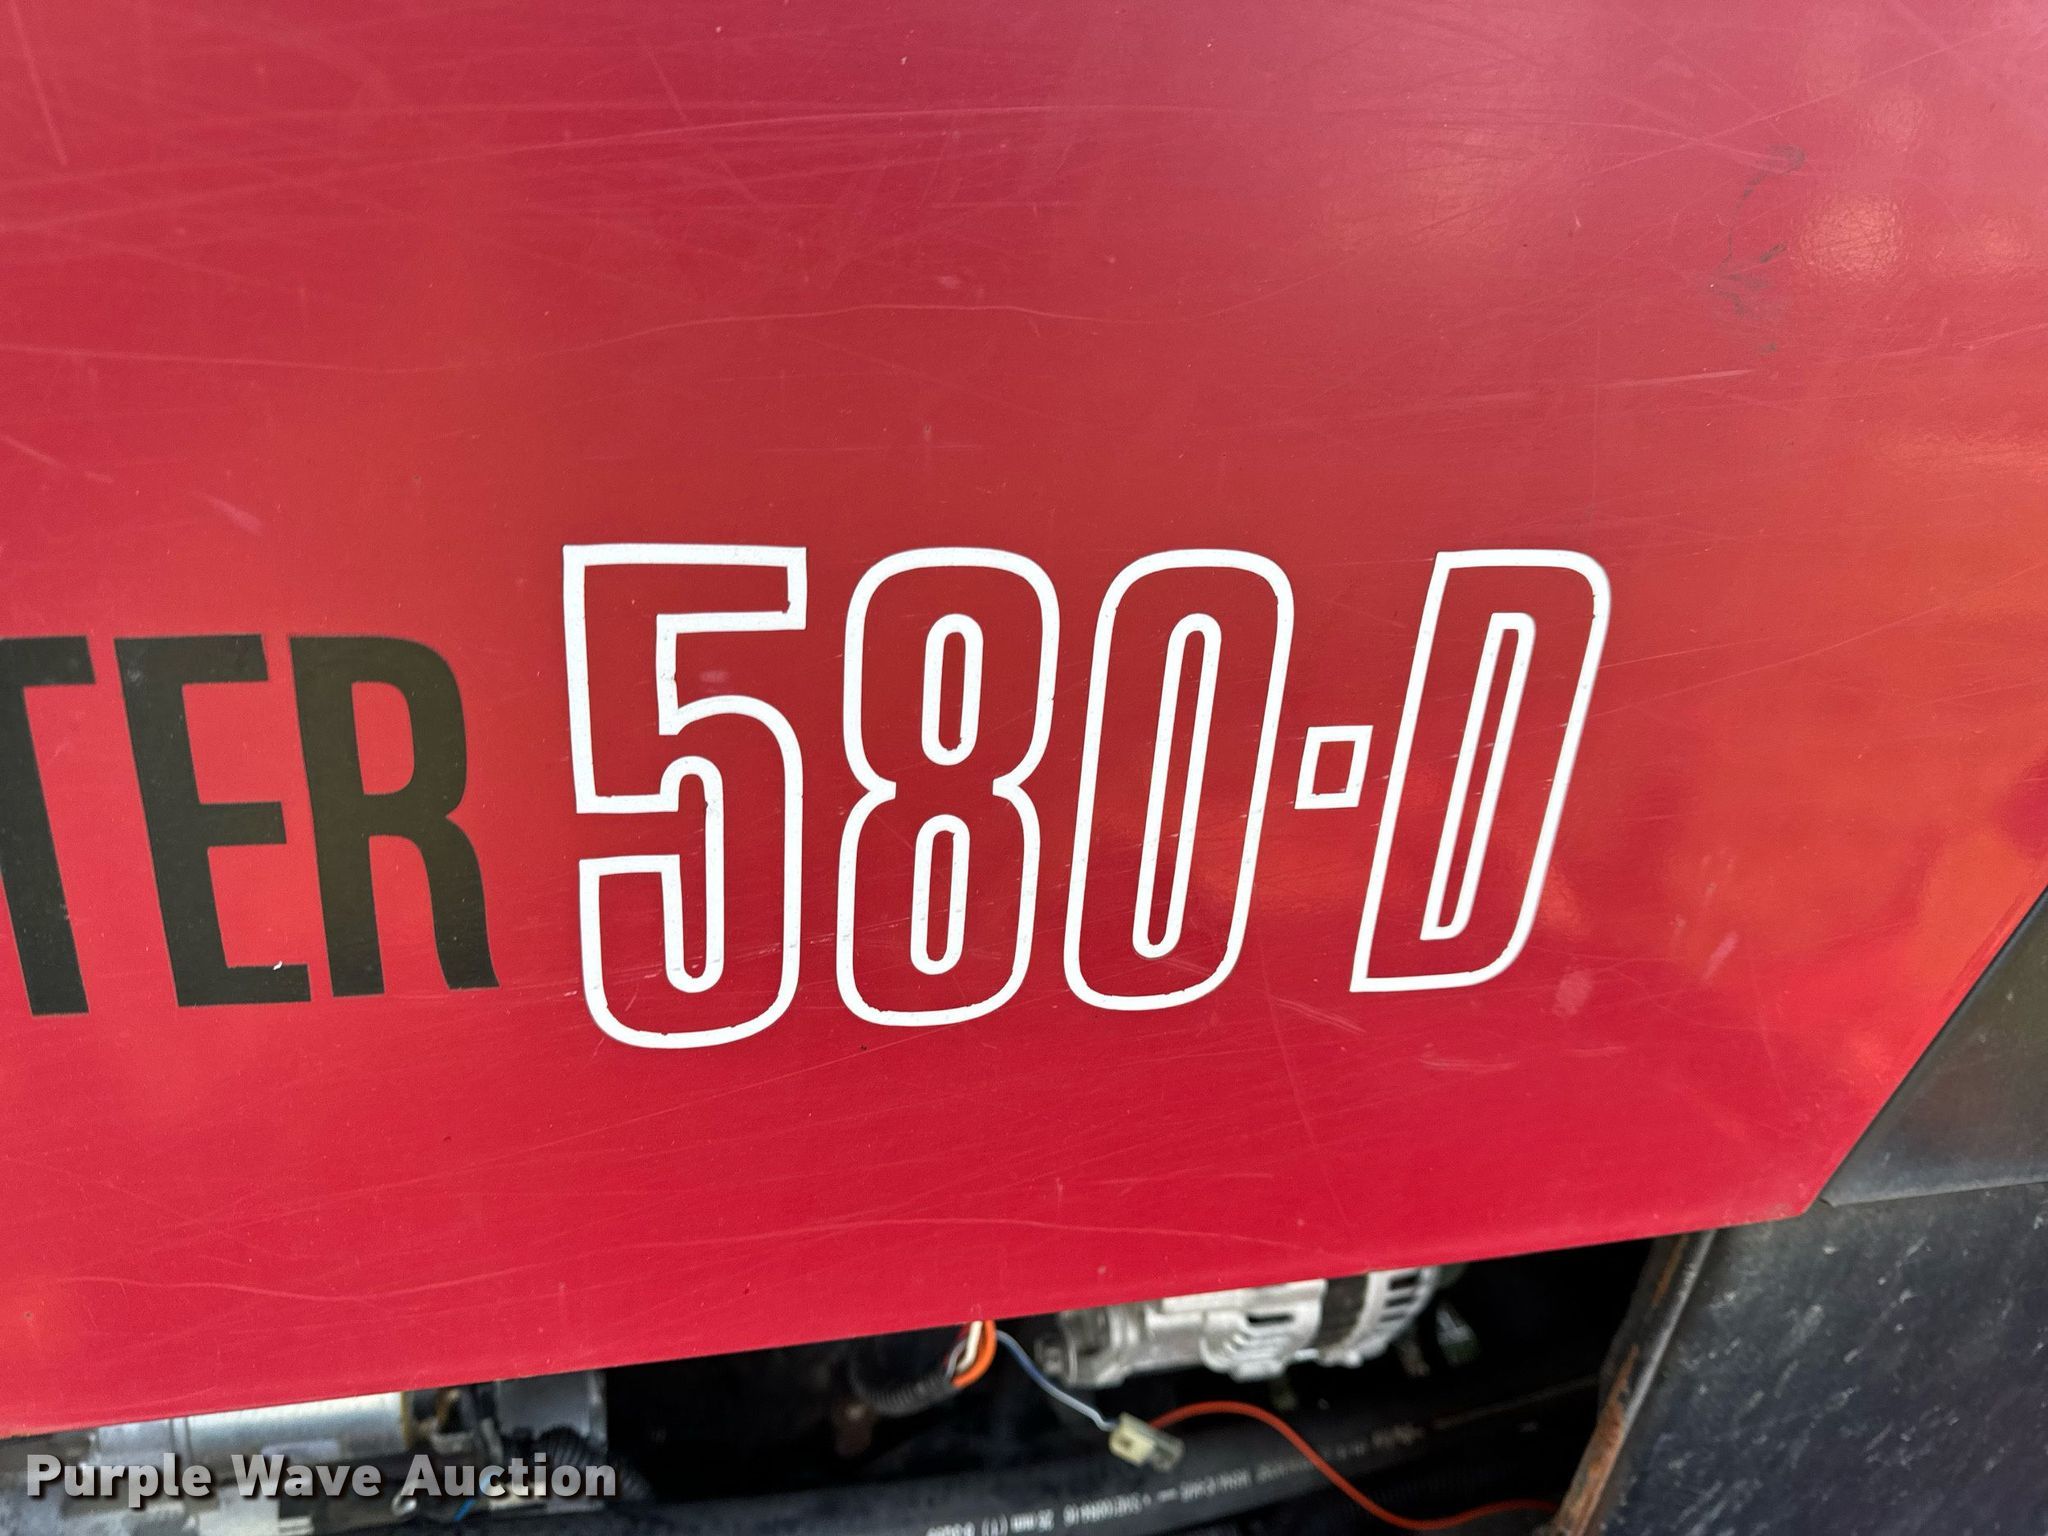 TER 580-D
Purple Wave Auction